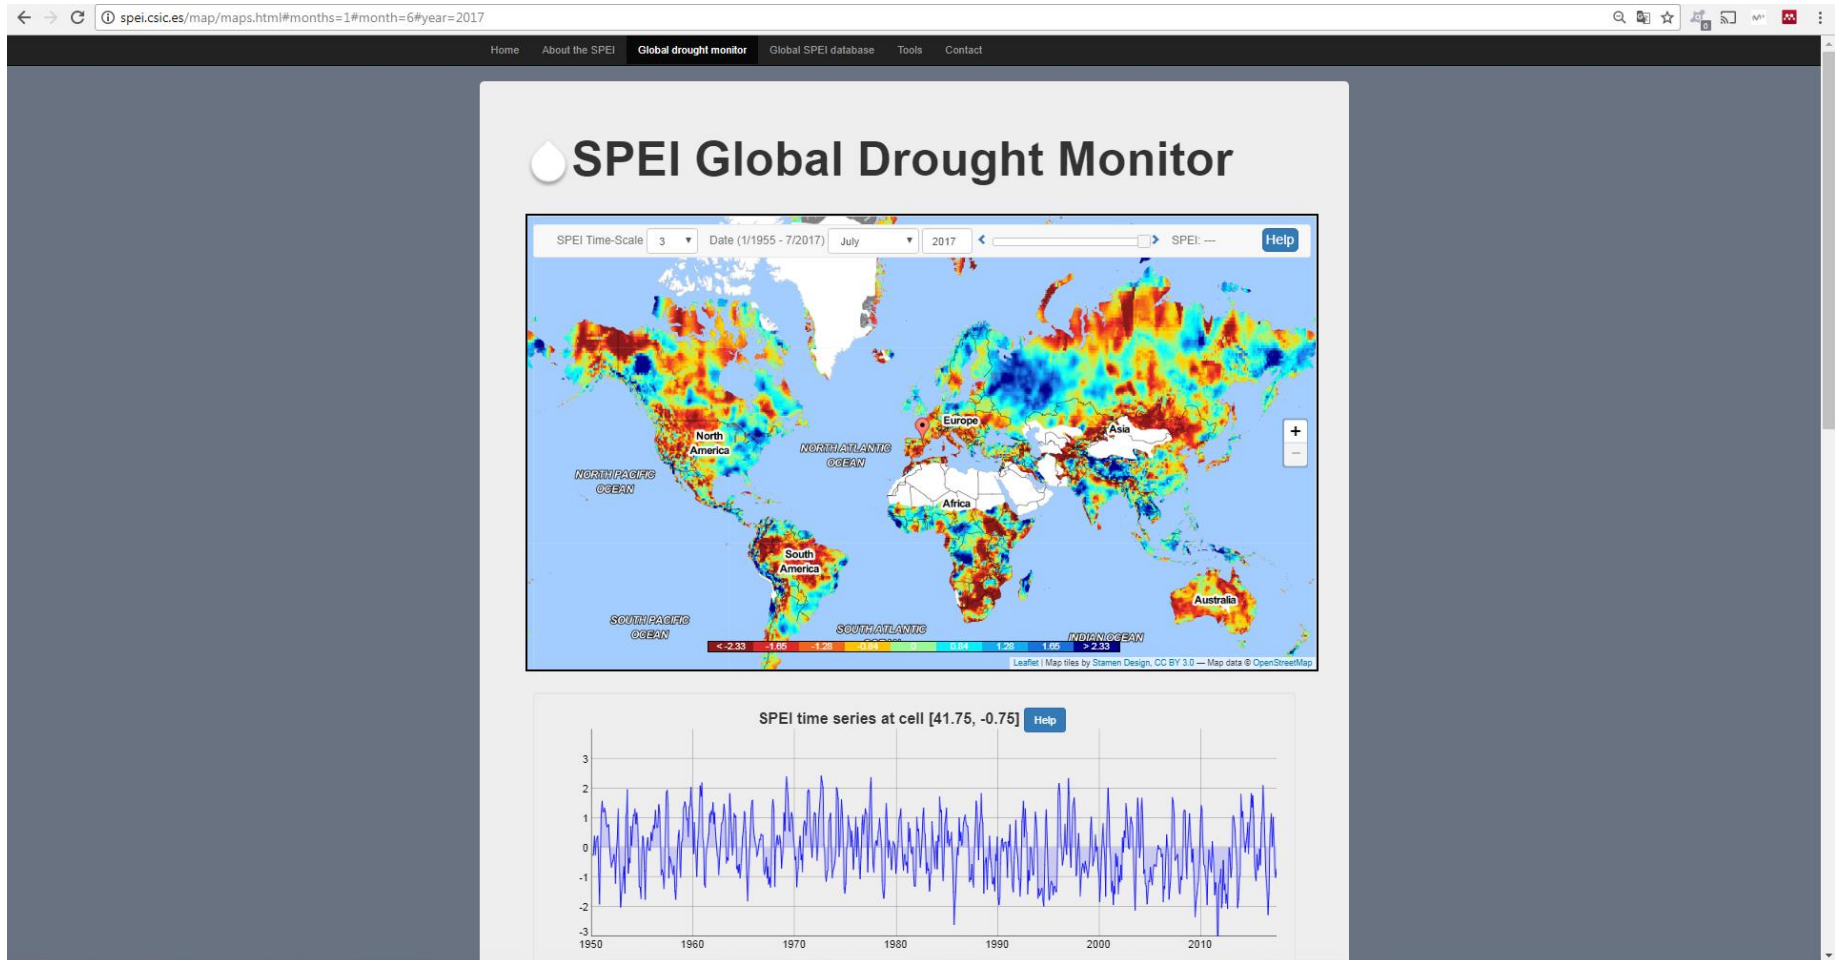 spei.csic.es/map/maps.html#months=1#month=6#year=2017
Home About the SPEI Global drought monitor Global SPEI database Tools Contact
SPEI Global Drought Monitor
SPEI Time-Scale 3 Date (1/1955 - 7/2017) July 2017 SPEI: --- Help
Europe
Asia
North
America
NORTH ATLANTIC
OCEAN
NORTH PACIFIC
OCEAN
+
−
Africa
South
America
Australia
SOUTH PACIFIC
OCEAN
SOUTH ATLANTIC
INDIAN OCEAN
< -2.33 -1.65 -1.28 -0.84 0 0.84 1.28 1.65 > 2.33
Leaflet | Map tiles by Stamen Design, CC BY 3.0 — Map data © OpenStreetMap
SPEI time series at cell [41.75, -0.75] Help
3
2
1
0
-1
-2
-3
1950 1960 1970 1980 1990 2000 2010